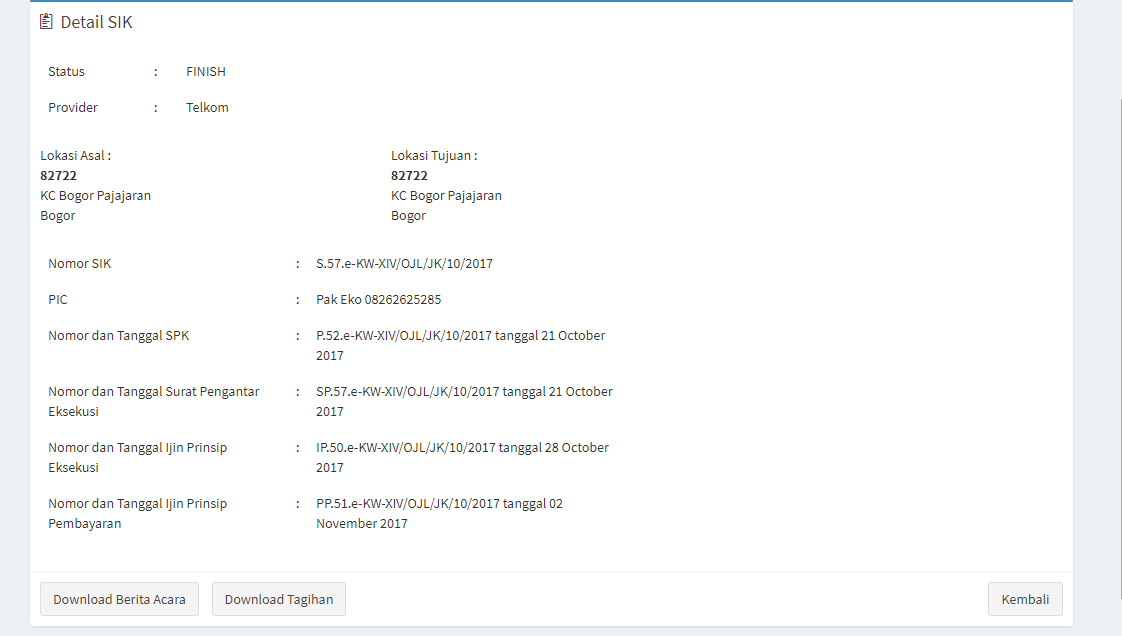 Detail SIK
Status : FINISH
Provider : Telkom
Lokasi Asal : Lokasi Tujuan :
82722 82722
KC Bogor Pajajaran KC Bogor Pajajaran
Bogor Bogor
Nomor SIK : S.57.e-KW-XIV/OJL/JK/10/2017
PIC : Pak Eko 08262625285
Nomor dan Tanggal SPK : P.52.e-KW-XIV/OJL/JK/10/2017 tanggal 21 October
2017
Nomor dan Tanggal Surat Pengantar : SP.57.e-KW-XIV/OJL/JK/10/2017 tanggal 21 October
Eksekusi 2017
Nomor dan Tanggal Ijin Prinsip : IP.50.e-KW-XIV/OJL/JK/10/2017 tanggal 28 October
Eksekusi 2017
Nomor dan Tanggal Ijin Prinsip : PP.51.e-KW-XIV/OJL/JK/10/2017 tanggal 02
Pembayaran November 2017
Download Berita Acara Download Tagihan Kembali